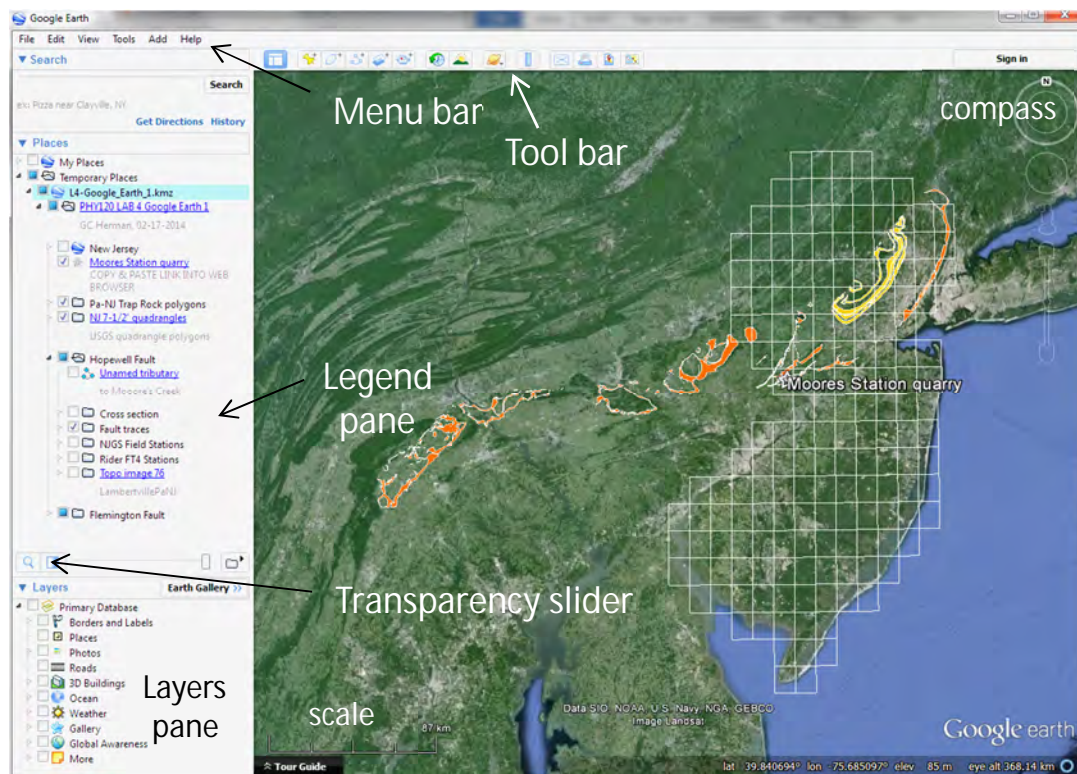 Google Earth
File Edit View Tools Add Help
Search
Sign in
Search
ex: Pizza near Clayville, NY
Get Directions History
Menu bar
Tool bar
compass
N
Places
My Places
Temporary Places
L4-Google_Earth_1.kmz
PHY120 LAB 4 Google Earth 1
GC Herman, 02-17-2014
New Jersey
Moores Station quarry
COPY & PASTE LINK INTO WEB
BROWSER
Pa-NJ Trap Rock polygons
NJ 7-1/2' quadrangles
USGS quadrangle polygons
Hopewell Fault
Unamed tributary
to Mooore's Creek
Cross section
Fault traces
NJGS Field Stations
Rider FT4 Stations
Topo image 76
LambertvillePaNJ
Flemington Fault
Legend
pane
Moores Station quarry
Transparency slider
Layers
Earth Gallery >>
Primary Database
Borders and Labels
Places
Photos
Roads
3D Buildings
Ocean
Weather
Gallery
Global Awareness
More
Layers
pane
scale
87 km
Data SIO, NOAA, U.S. Navy, NGA, GEBCO
Image Landsat
Google earth
Tour Guide
lat 39.840694° lon -75.685097° elev 85 m eye alt 368.14 km